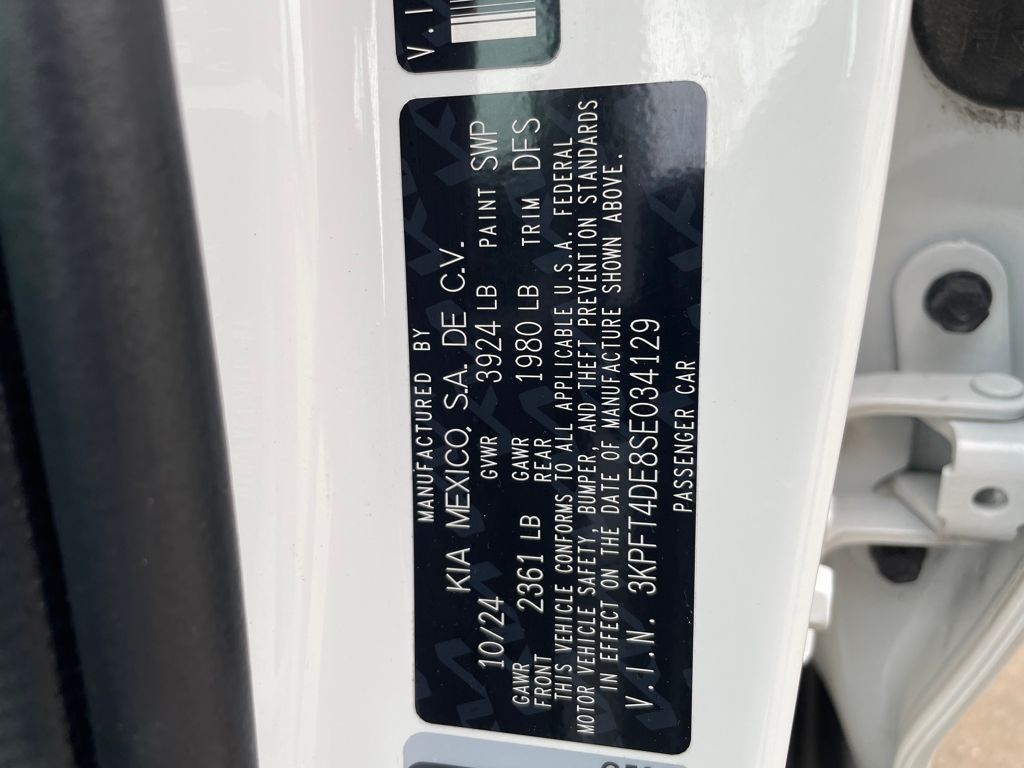 V.I
MANUFACTURED BY
KIA MEXICO, S.A. DE C.V.
10/24 GVWR 3924 LB PAINT SWP
GAWR FRONT 2361 LB GAWR REAR 1980 LB TRIM DFS
THIS VEHICLE CONFORMS TO ALL APPLICABLE U.S.A. FEDERAL
MOTOR VEHICLE SAFETY, BUMPER, AND THEFT PREVENTION STANDARDS
IN EFFECT ON THE DATE OF MANUFACTURE SHOWN ABOVE.
V.I.N. 3KPFT4DE8SE034129
PASSENGER CAR